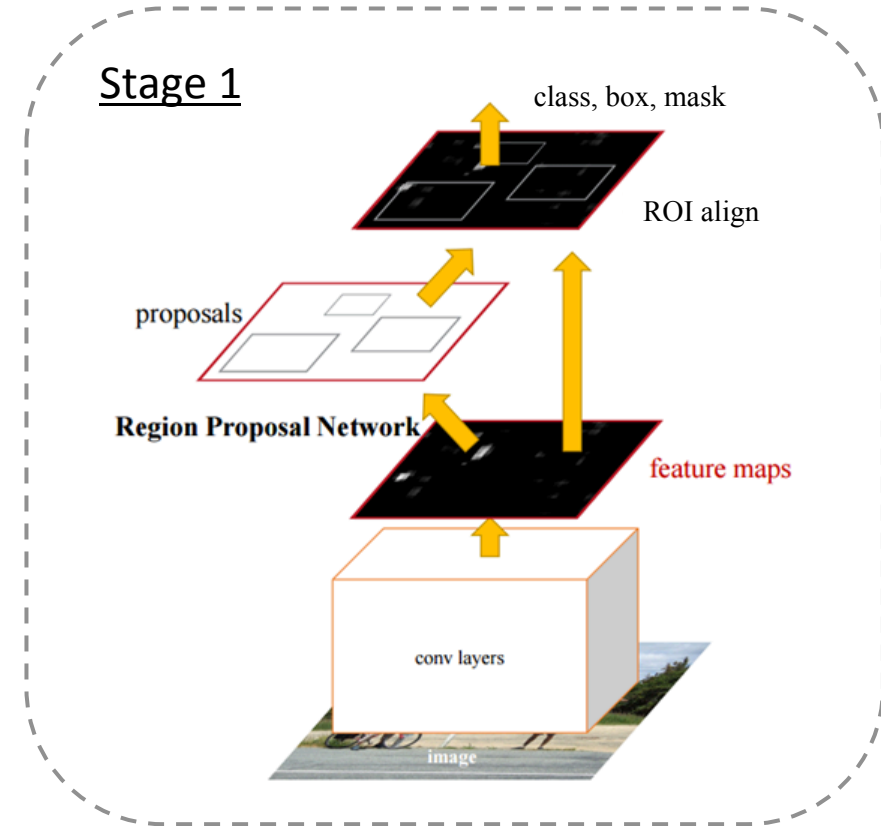 Stage 1
class, box, mask
ROI align
proposals
Region Proposal Network
feature maps
conv layers
image